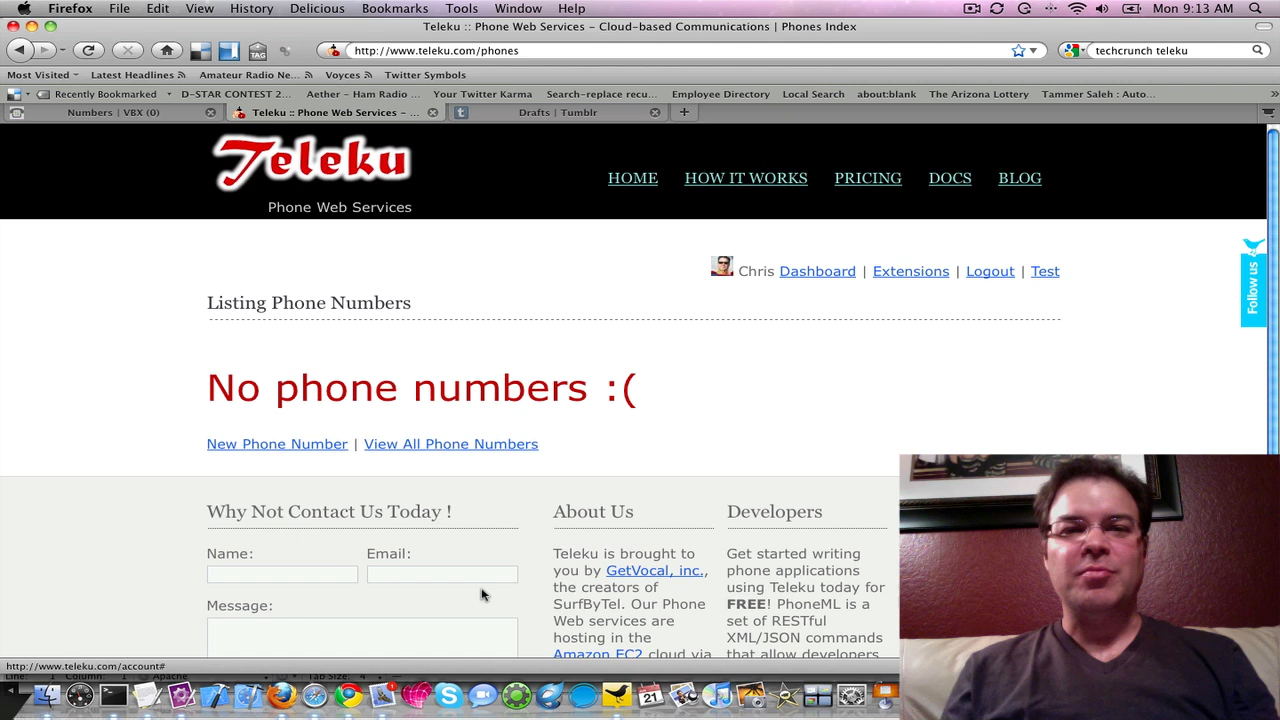 Firefox File Edit View History Delicious Bookmarks Tools Window Help Mon 9:13 AM
Teleku :: Phone Web Services – Cloud-based Communications | Phones Index
http://www.teleku.com/phones techcrunch teleku
Most Visited Latest Headlines Amateur Radio Ne... Voyces Twitter Symbols
Recently Bookmarked D-STAR CONTEST 2... Aether – Ham Radio ... Your Twitter Karma Search-replace recu... Employee Directory Local Search about:blank The Arizona Lottery Tammer Saleh : Auto...
Numbers | VBX (0) Teleku :: Phone Web Services – ... Drafts | Tumblr
Teleku
Phone Web Services
HOME HOW IT WORKS PRICING DOCS BLOG
Follow us
Chris Dashboard | Extensions | Logout | Test
Listing Phone Numbers
No phone numbers :(
New Phone Number | View All Phone Numbers
Why Not Contact Us Today !
Name: Email:
Message:
About Us
Teleku is brought to
you by GetVocal, inc.,
the creators of
SurfByTel. Our Phone
Web services are
hosting in the
Amazon EC2 cloud via
Developers
Get started writing
phone applications
using Teleku today for
FREE! PhoneML is a
set of RESTful
XML/JSON commands
that allow developers
http://www.teleku.com/account#